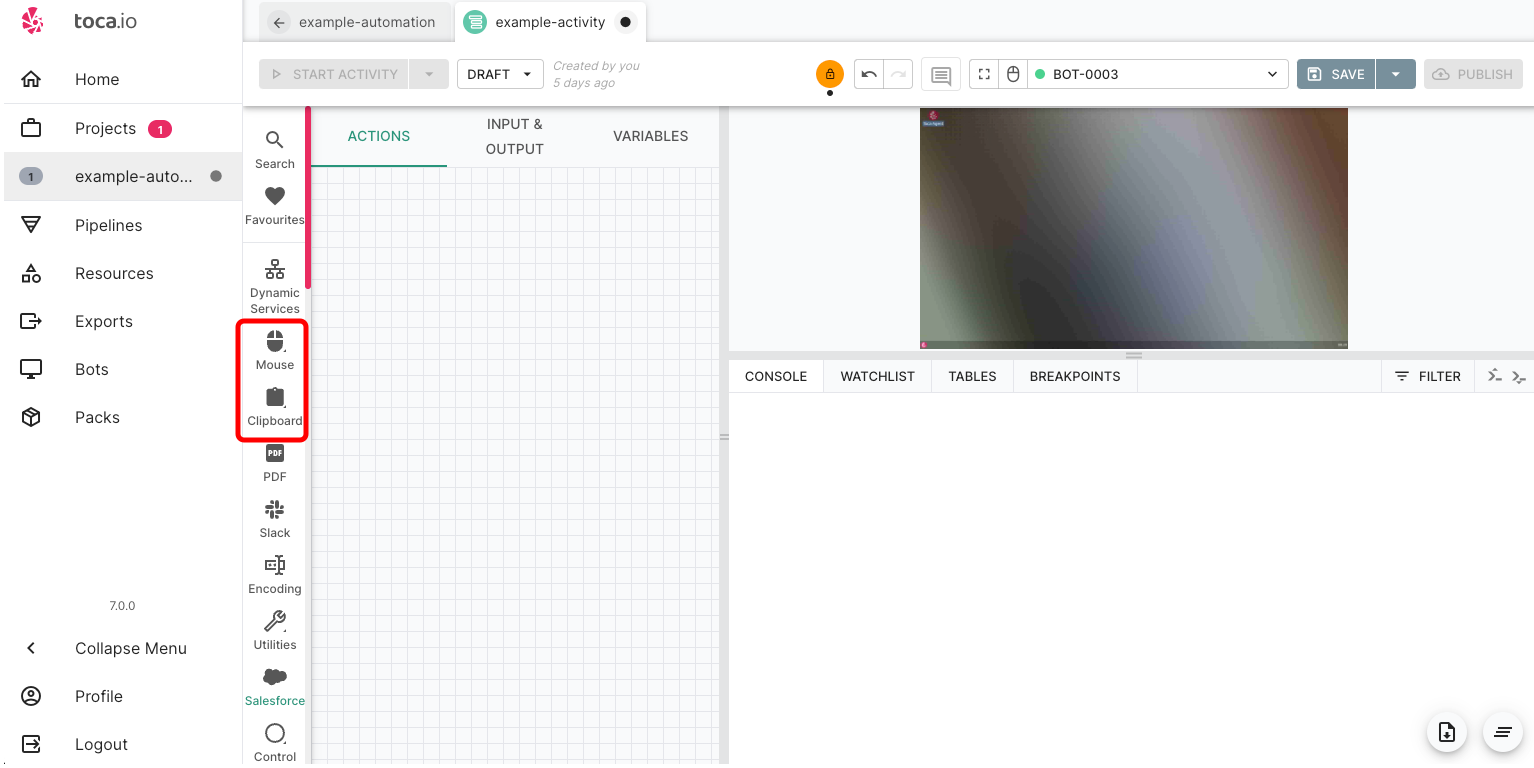 toca.io
Home
Projects 1
1 example-auto...
Pipelines
Resources
Exports
Bots
Packs
7.0.0
Collapse Menu
Profile
Logout
example-automation
example-activity
START ACTIVITY
DRAFT
Created by you
5 days ago
BOT-0003
SAVE
PUBLISH
Search
Favourites
Dynamic
Services
Mouse
Clipboard
PDF
PDF
Slack
Encoding
Utilities
Salesforce
Control
ACTIONS
INPUT &
OUTPUT
VARIABLES
CONSOLE
WATCHLIST
TABLES
BREAKPOINTS
FILTER